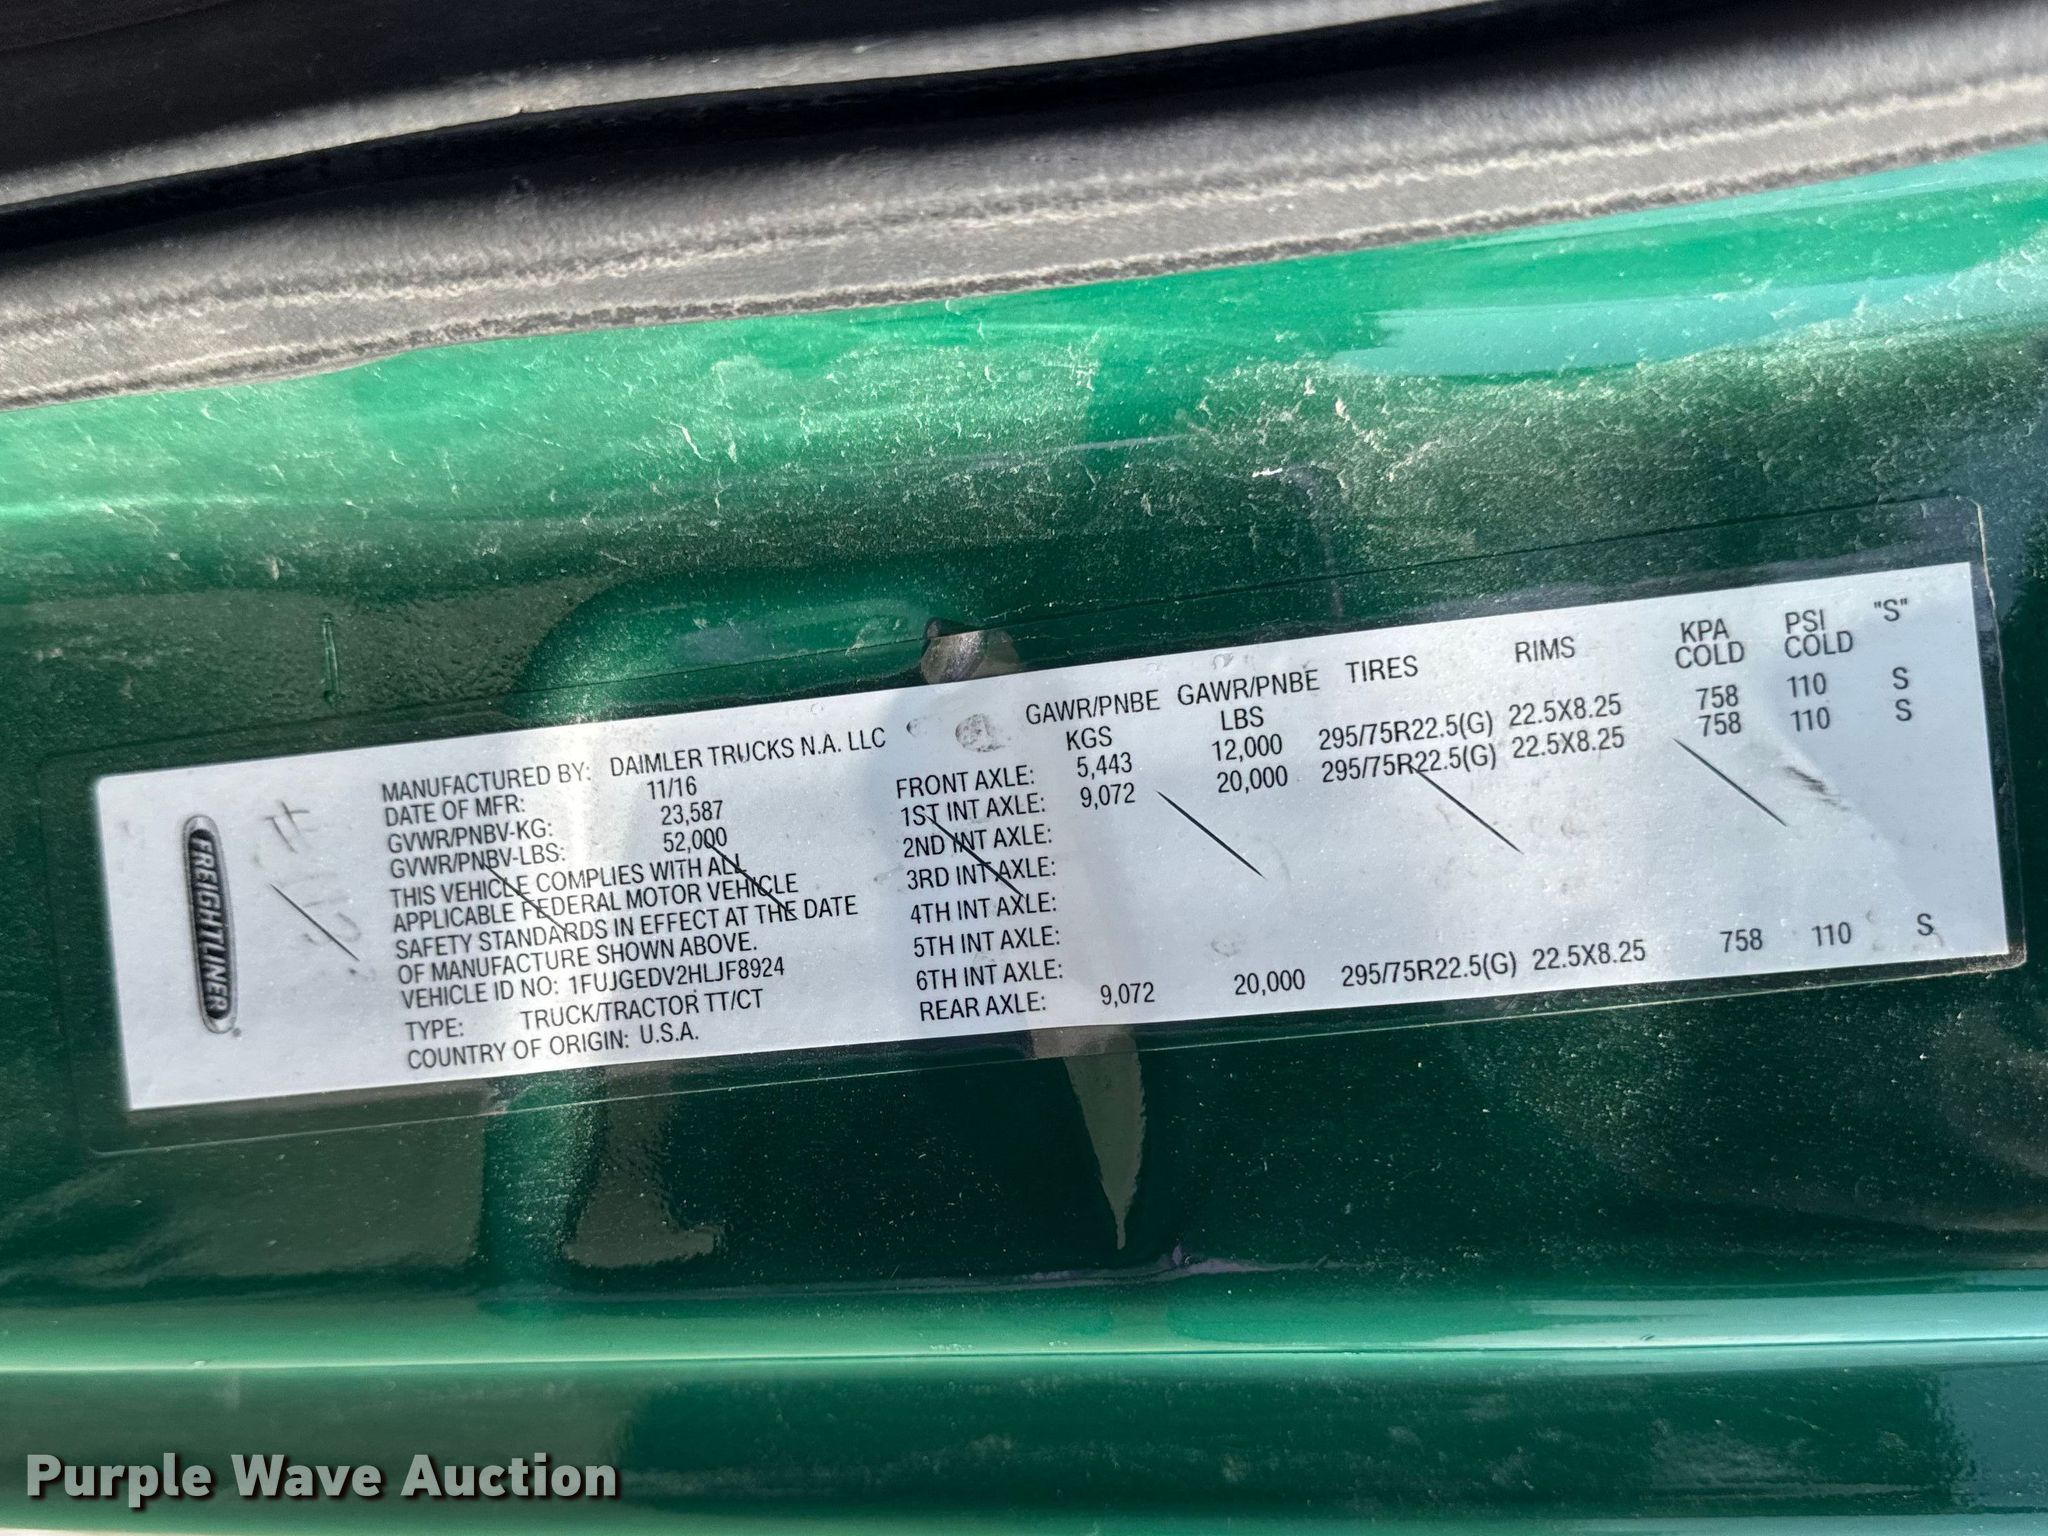 FREIGHTLINER
MANUFACTURED BY: DAIMLER TRUCKS N.A. LLC
DATE OF MFR: 11/16
GVWR/PNBV-KG: 23,587
GVWR/PNBV-LBS: 52,000
THIS VEHICLE COMPLIES WITH ALL
APPLICABLE FEDERAL MOTOR VEHICLE
SAFETY STANDARDS IN EFFECT AT THE DATE
OF MANUFACTURE SHOWN ABOVE.
VEHICLE ID NO: 1FUJGEDV2HLJF8924
TYPE: TRUCK/TRACTOR TT/CT
COUNTRY OF ORIGIN: U.S.A.
GAWR/PNBE GAWR/PNBE TIRES RIMS KPA PSI "S"
KGS LBS COLD COLD
FRONT AXLE: 5,443 12,000 295/75R22.5(G) 22.5X8.25 758 110 S
1ST INT AXLE: 9,072 20,000 295/75R22.5(G) 22.5X8.25 758 110 S
2ND INT AXLE:
3RD INT AXLE:
4TH INT AXLE:
5TH INT AXLE:
6TH INT AXLE:
REAR AXLE: 9,072 20,000 295/75R22.5(G) 22.5X8.25 758 110 S
Purple Wave Auction